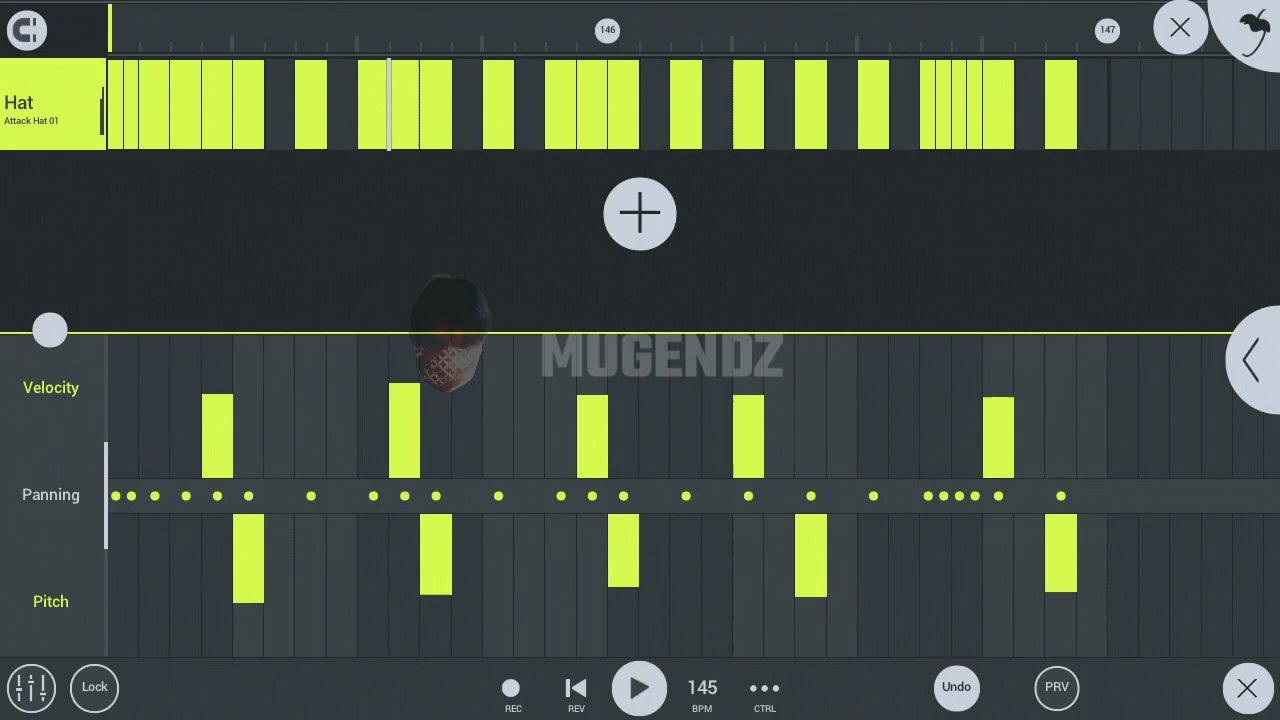 146
147
Hat
Attack Hat 01
MUGENDZ
Velocity
Panning
Pitch
Lock
REC
REV
145
BPM
CTRL
Undo
PRV